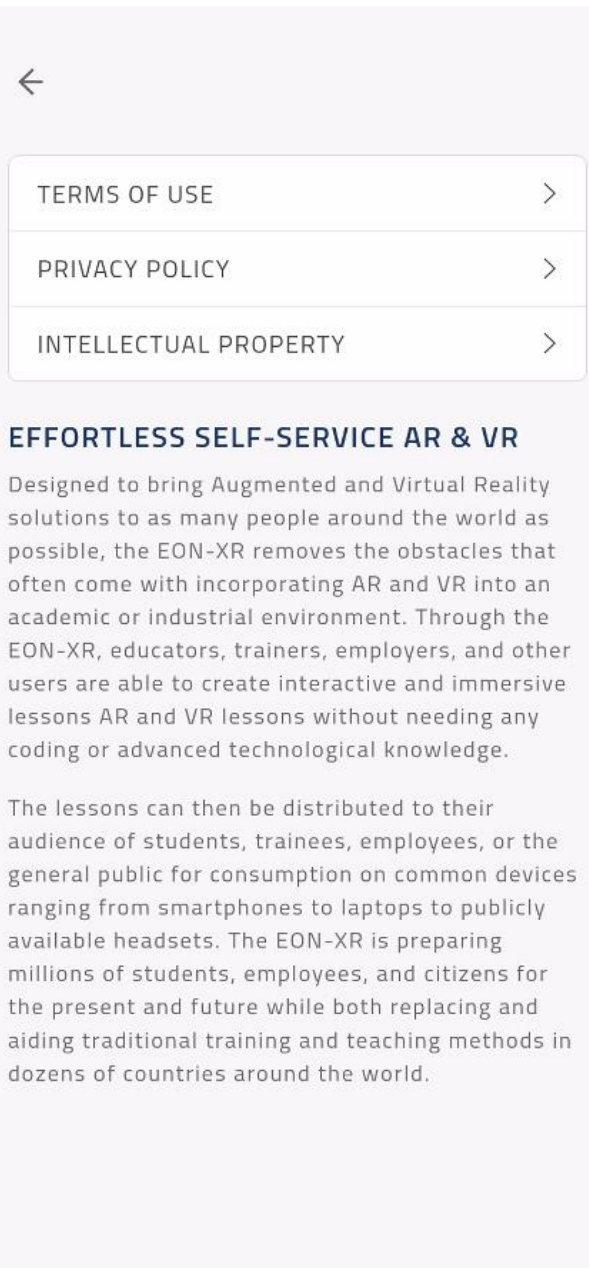 TERMS OF USE
PRIVACY POLICY
INTELLECTUAL PROPERTY
EFFORTLESS SELF-SERVICE AR & VR
Designed to bring Augmented and Virtual Reality
solutions to as many people around the world as
possible, the EON-XR removes the obstacles that
often come with incorporating AR and VR into an
academic or industrial environment. Through the
EON-XR, educators, trainers, employers, and other
users are able to create interactive and immersive
lessons AR and VR lessons without needing any
coding or advanced technological knowledge.
The lessons can then be distributed to their
audience of students, trainees, employees, or the
general public for consumption on common devices
ranging from smartphones to laptops to publicly
available headsets. The EON-XR is preparing
millions of students, employees, and citizens for
the present and future while both replacing and
aiding traditional training and teaching methods in
dozens of countries around the world.